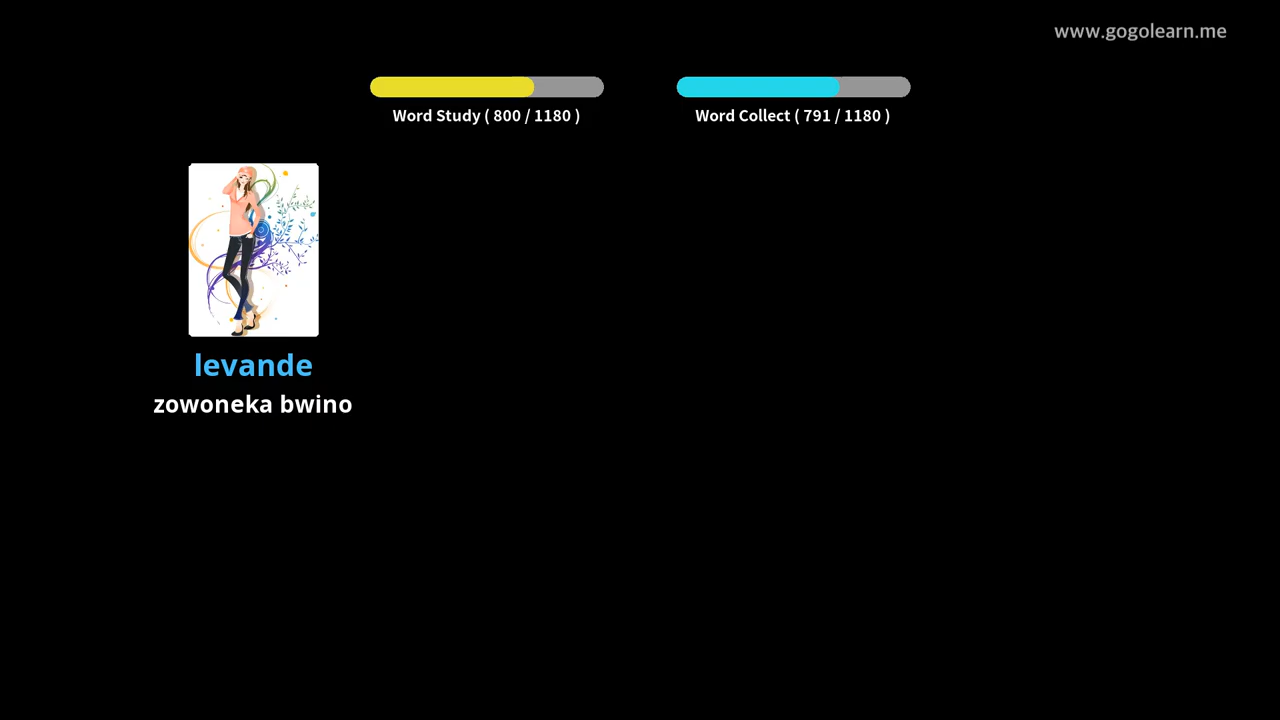 www.gogolearn.me
Word Study ( 800 / 1180 )
Word Collect ( 791 / 1180 )
levande
zowoneka bwino